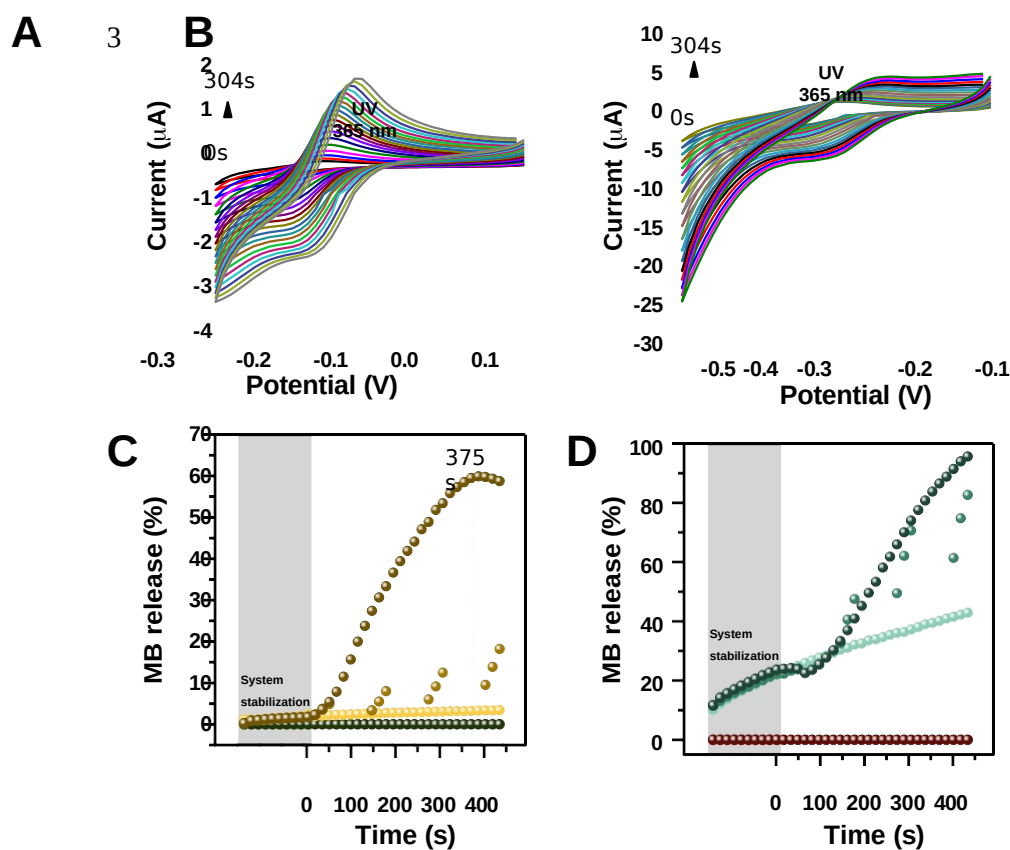 A
3
B
2
304s
1
0
0s
-1
-2
-3
-4
UV
365 nm
Current (μA)
-0.3
-0.2
-0.1
0.0
0.1
Potential (V)
10
304s
5
0
0s
-5
-10
-15
-20
-25
-30
UV
365 nm
Current (μA)
-0.5
-0.4
-0.3
-0.2
-0.1
Potential (V)
C
70
60
50
40
30
20
10
0
375
s
MB release (%)
System
stabilization
0
100
200
300
400
Time (s)
D
100
80
60
40
20
0
MB release (%)
System
stabilization
0
100
200
300
400
Time (s)